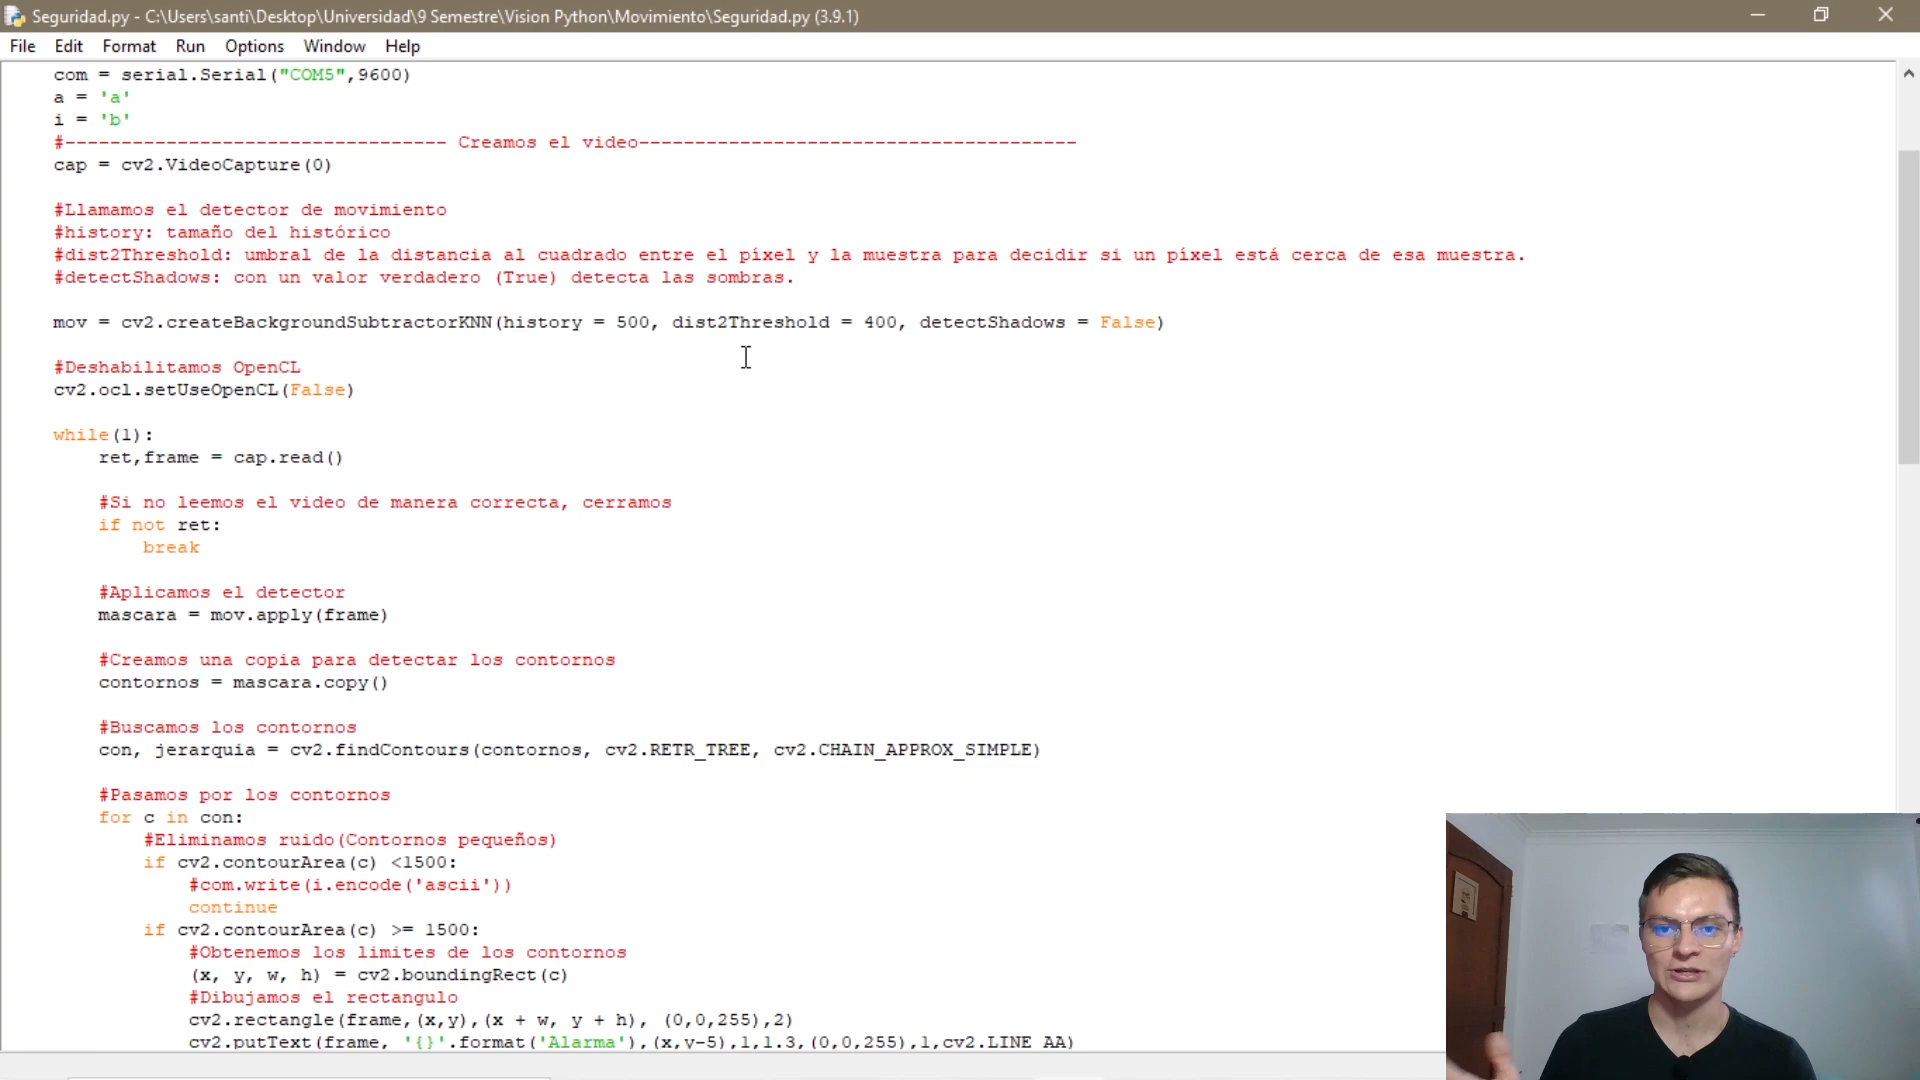 Seguridad.py - C:\Users\santi\Desktop\Universidad\9 Semestre\Vision Python\Movimiento\Seguridad.py (3.9.1)
File Edit Format Run Options Window Help
com = serial.Serial("COM5",9600)
a = 'a'
i = 'b'
#---------------------------------- Creamos el video---------------------------------------
cap = cv2.VideoCapture(0)
#Llamamos el detector de movimiento
#history: tamaño del histórico
#dist2Threshold: umbral de la distancia al cuadrado entre el píxel y la muestra para decidir si un píxel está cerca de esa muestra.
#detectShadows: con un valor verdadero (True) detecta las sombras.
mov = cv2.createBackgroundSubtractorKNN(history = 500, dist2Threshold = 400, detectShadows = False)
#Deshabilitamos OpenCL
cv2.ocl.setUseOpenCL(False)
while(1):
ret,frame = cap.read()
#Si no leemos el video de manera correcta, cerramos
if not ret:
break
#Aplicamos el detector
mascara = mov.apply(frame)
#Creamos una copia para detectar los contornos
contornos = mascara.copy()
#Buscamos los contornos
con, jerarquia = cv2.findContours(contornos, cv2.RETR_TREE, cv2.CHAIN_APPROX_SIMPLE)
#Pasamos por los contornos
for c in con:
#Eliminamos ruido(Contornos pequeños)
if cv2.contourArea(c) <1500:
#com.write(i.encode('ascii'))
continue
if cv2.contourArea(c) >= 1500:
#Obtenemos los limites de los contornos
(x, y, w, h) = cv2.boundingRect(c)
#Dibujamos el rectangulo
cv2.rectangle(frame,(x,y),(x + w, y + h), (0,0,255),2)
cv2.putText(frame, '{}'.format('Alarma'),(x,y-5),1,1.3,(0,0,255),1,cv2.LINE_AA)